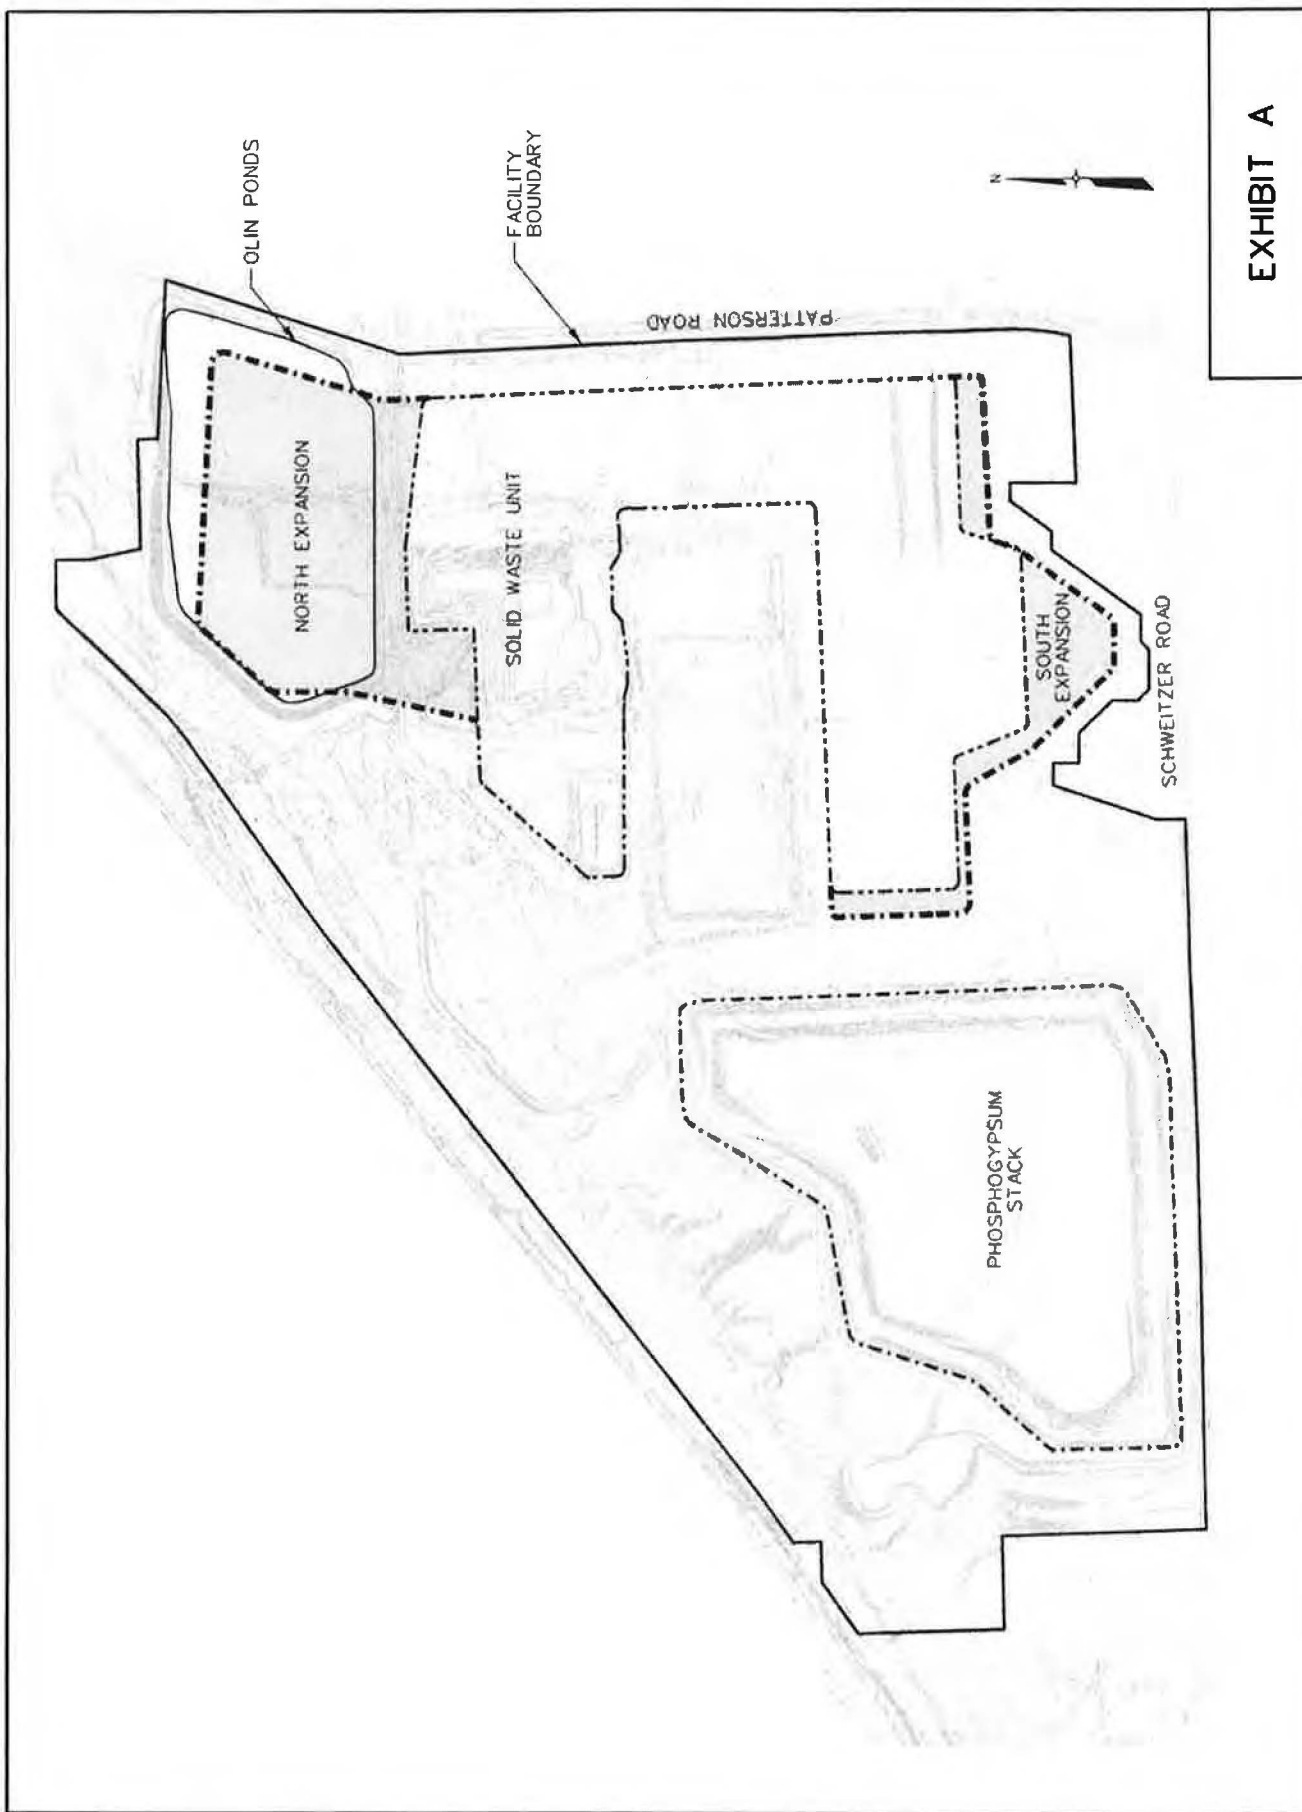 OLIN PONDS
FACILITY
BOUNDARY
PATTERSON ROAD
NORTH EXPANSION
SOLID WASTE UNIT
SOUTH
EXPANSION
SCHWEITZER ROAD
PHOSPHOGYPSUM
STACK
N
EXHIBIT A